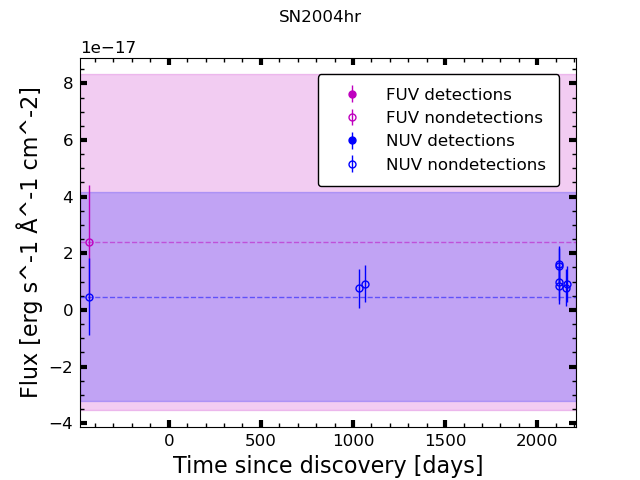 SN2004hr
1e−17
FUV detections
FUV nondetections
NUV detections
NUV nondetections
8
6
4
2
0
−2
−4
Flux [erg s^-1 Å^-1 cm^-2]
0 500 1000 1500 2000
Time since discovery [days]